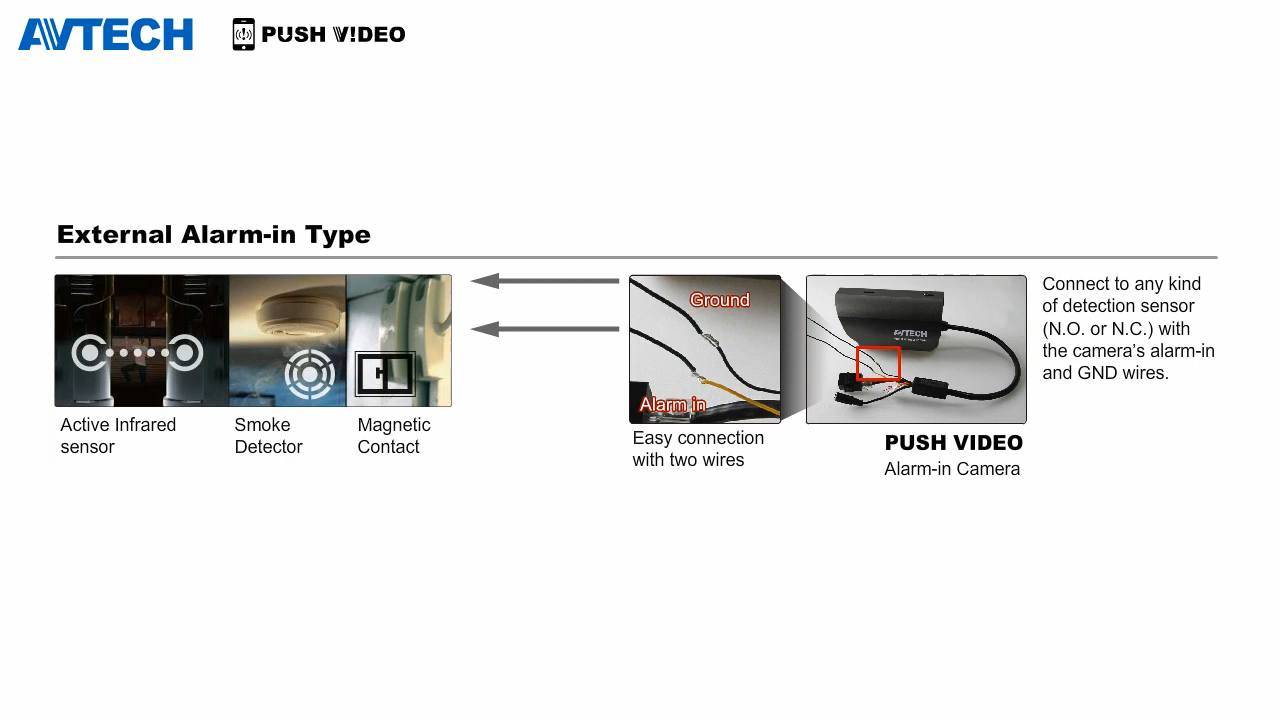 AVTECH
PUSH V!DEO
External Alarm-in Type
Active Infrared
sensor
Smoke
Detector
Magnetic
Contact
Ground
Alarm in
Easy connection
with two wires
AVTECH
PUSH VIDEO
Alarm-in Camera
Connect to any kind
of detection sensor
(N.O. or N.C.) with
the camera's alarm-in
and GND wires.